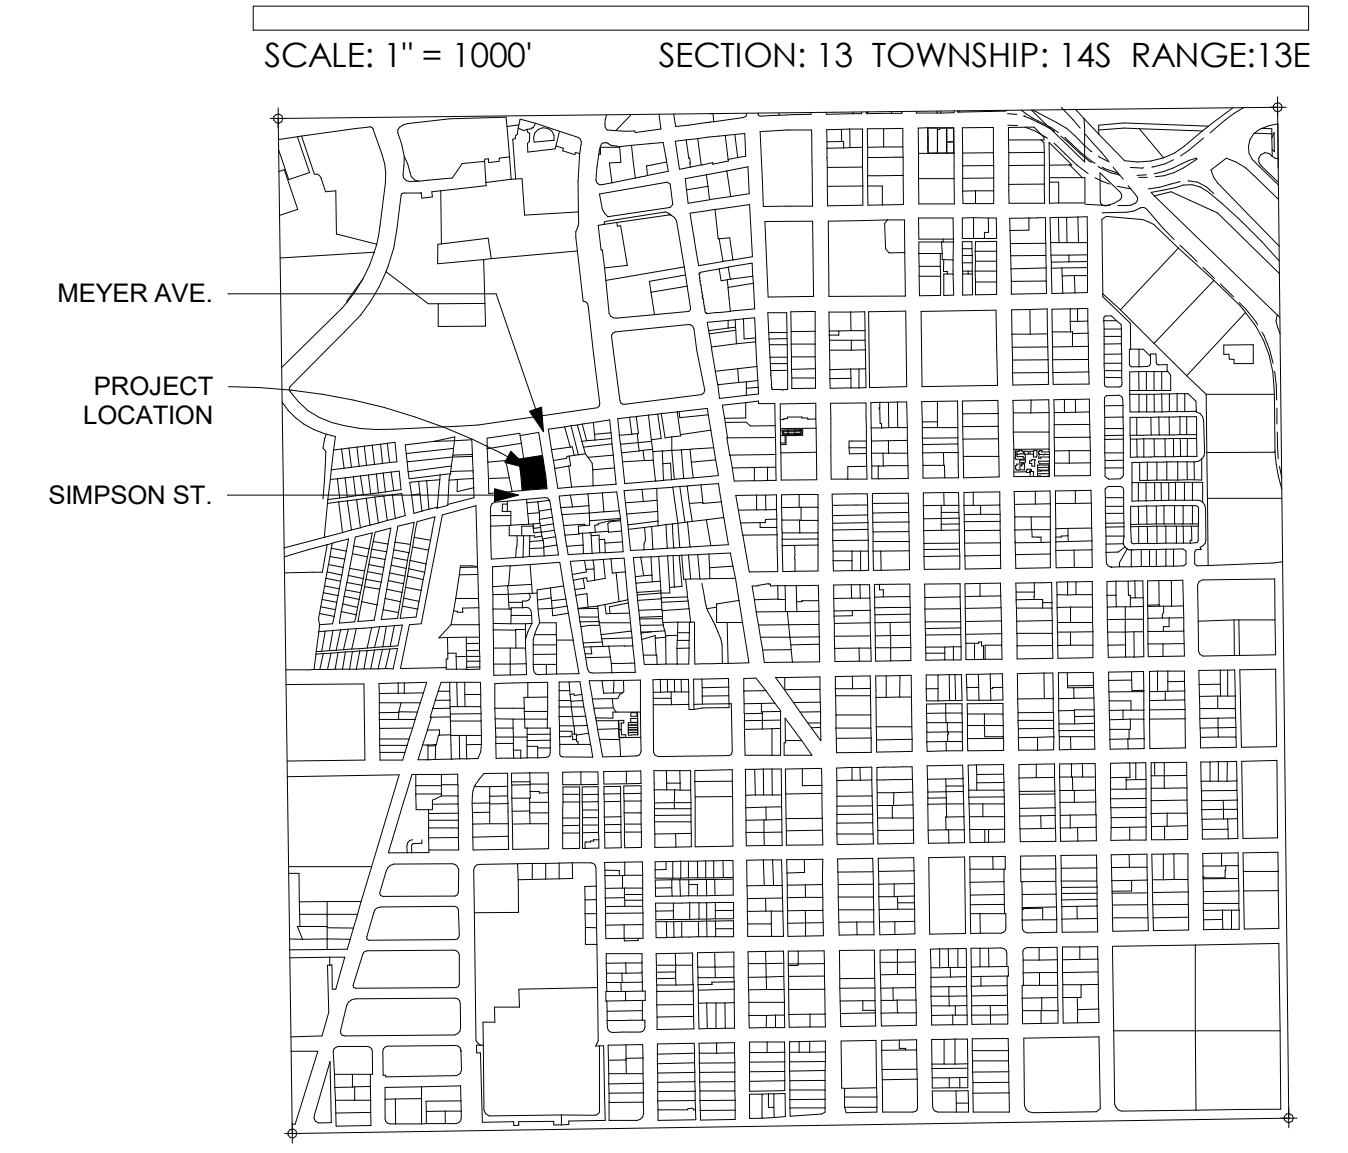 SCALE: 1" = 1000' SECTION: 13 TOWNSHIP: 14S RANGE:13E
MEYER AVE.
PROJECT
LOCATION
SIMPSON ST.